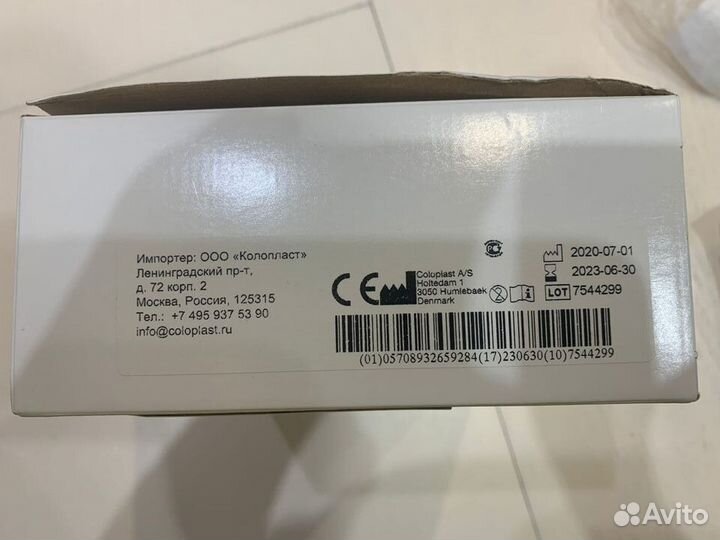 Импортер: ООО «Колопласт»
Ленинградский пр-т,
д. 72 корп. 2
Москва, Россия, 125315
Тел.: +7 495 937 53 90
info@coloplast.ru
CE
Coloplast A/S
Holtedam 1
3050 Humlebaek
Denmark
2020-07-01
2023-06-30
LOT 7544299
(01)05708932659284(17)230630(10)7544299
Avito